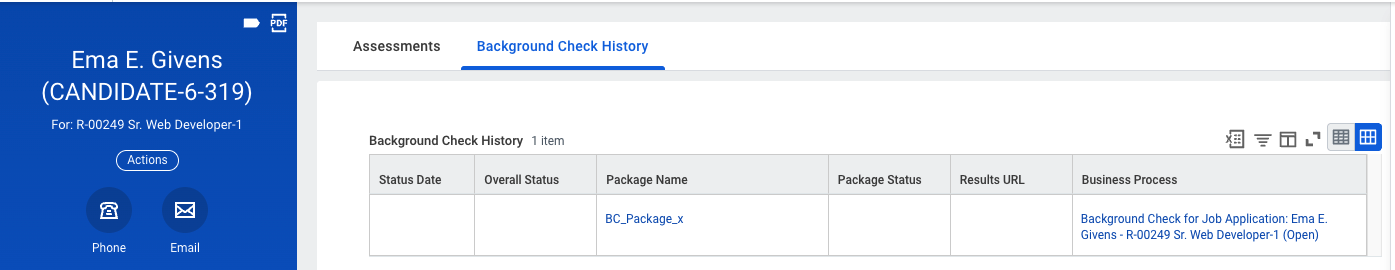 PDF
Ema E. Givens
(CANDIDATE-6-319)
For: R-00249 Sr. Web Developer-1
Actions
Phone Email
Assessments Background Check History
Background Check History 1 item
Status Date Overall Status Package Name Package Status Results URL Business Process
BC_Package_x Background Check for Job Application: Ema E.
Givens - R-00249 Sr. Web Developer-1 (Open)